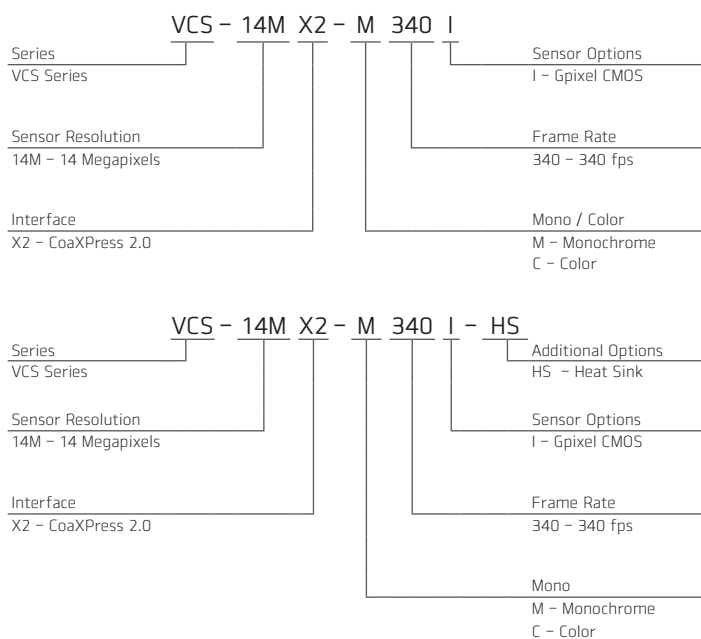 VCS - 14M X2 - M 340 I
Series
VCS Series
Sensor Options
I - Gpixel CMOS
Sensor Resolution
14M - 14 Megapixels
Frame Rate
340 - 340 fps
Interface
X2 - CoaXPress 2.0
Mono / Color
M - Monochrome
C - Color
VCS - 14M X2 - M 340 I - HS
Series
VCS Series
Additional Options
HS - Heat Sink
Sensor Resolution
14M - 14 Megapixels
Sensor Options
I - Gpixel CMOS
Interface
X2 - CoaXPress 2.0
Frame Rate
340 - 340 fps
Mono
M - Monochrome
C - Color